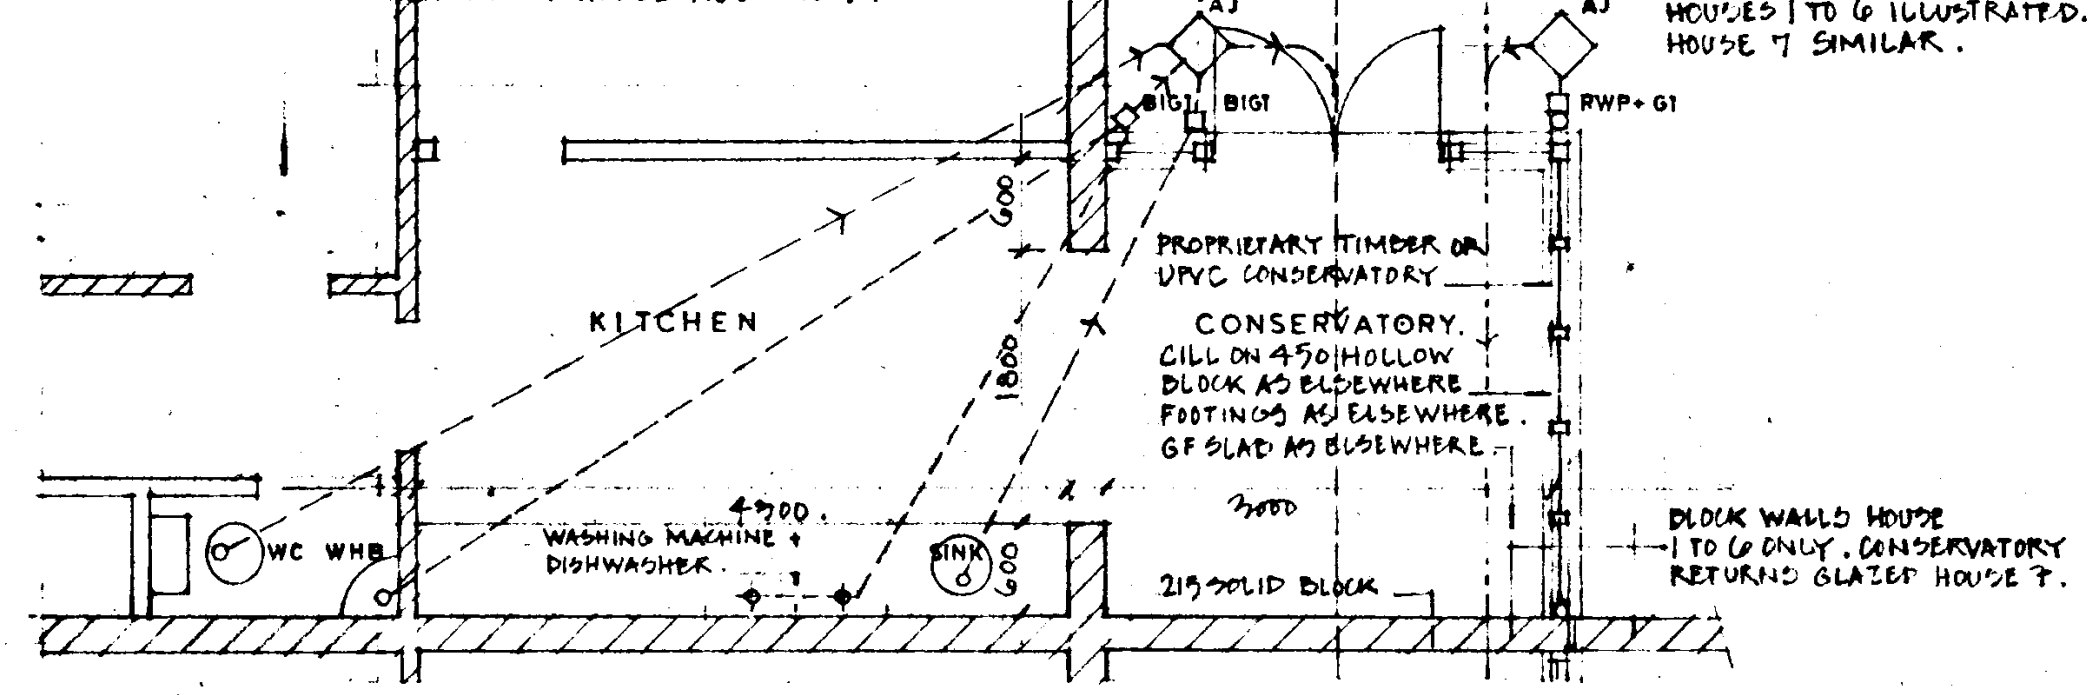 AJ
AJ
HOUSES 1 TO 6 ILLUSTRATED.
HOUSE 7 SIMILAR.
BIGT
BIGT
RWP + GT
600
PROPRIETARY TIMBER OR
UPVC CONSERVATORY
KITCHEN
CONSERVATORY.
1800
CILL ON 450 HOLLOW
BLOCK AS ELSEWHERE
FOOTINGS AS ELSEWHERE.
GF SLAB AS ELSEWHERE.
4500.
3000
WASHING MACHINE +
DISHWASHER.
WC WHB
SINK
600
215 SOLID BLOCK
BLOCK WALLS HOUSE
1 TO 6 ONLY. CONSERVATORY
RETURNS GLAZED HOUSE 7.